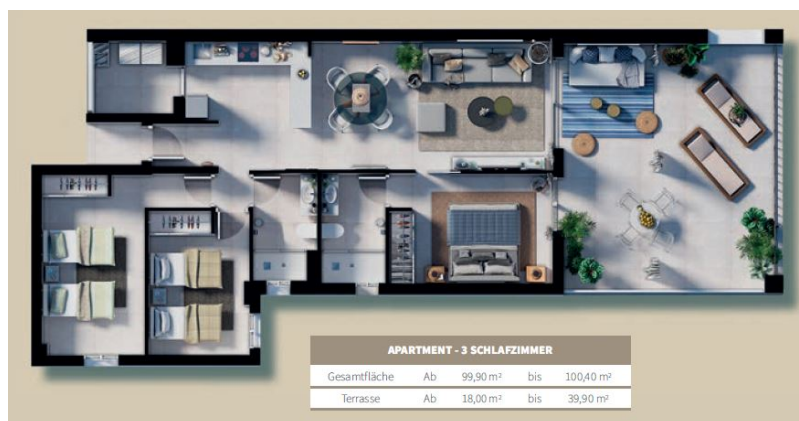 APARTMENT - 3 SCHLAFZIMMER
Gesamtfläche Ab 99,90 m² bis 100,40 m²
Terrasse Ab 18,00 m² bis 39,90 m²